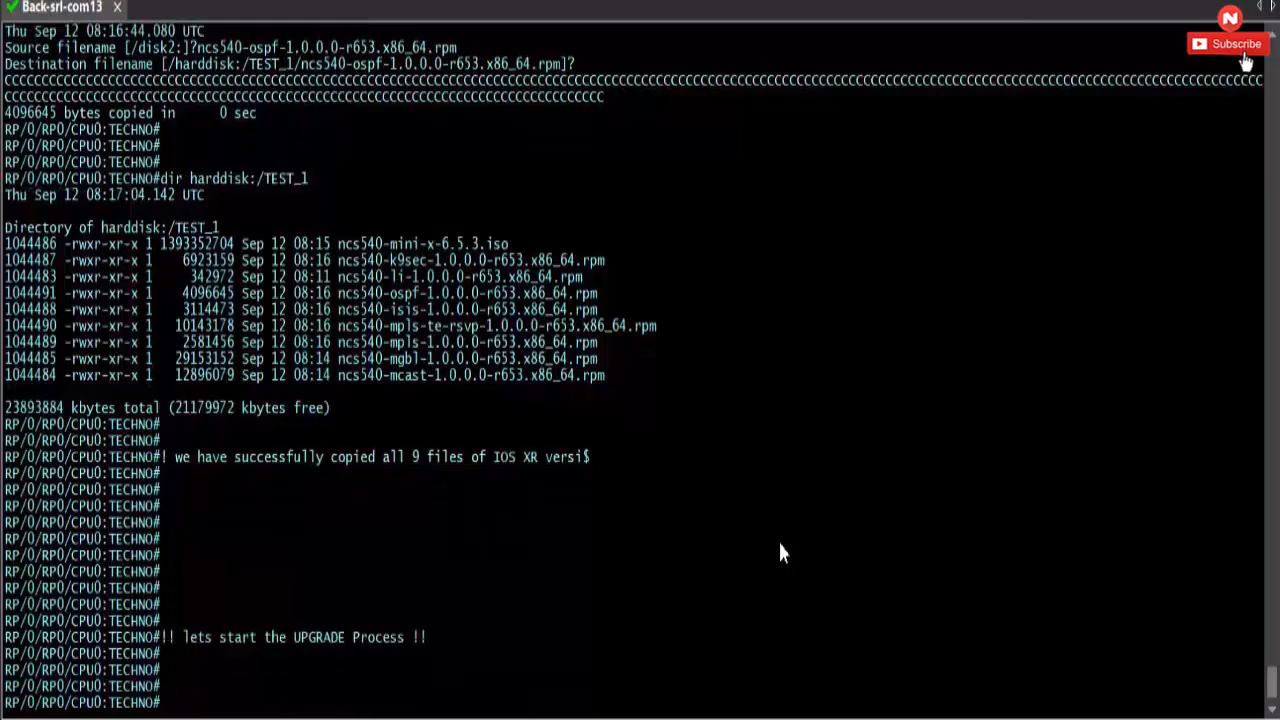 Back-srl-com13
Thu Sep 12 08:16:44.080 UTC
Subscribe
Source filename [/disk2:]?ncs540-ospf-1.0.0.0-r653.x86_64.rpm
Destination filename [/harddisk:/TEST_1/ncs540-ospf-1.0.0.0-r653.x86_64.rpm]?
4096645 bytes copied in      0 sec
RP/0/RP0/CPU0:TECHNO#
RP/0/RP0/CPU0:TECHNO#
RP/0/RP0/CPU0:TECHNO#
RP/0/RP0/CPU0:TECHNO#dir harddisk:/TEST_1
Thu Sep 12 08:17:04.142 UTC
Directory of harddisk:/TEST_1
1044486 -rwxr-xr-x 1 1393352704 Sep 12 08:15 ncs540-mini-x-6.5.3.iso
1044487 -rwxr-xr-x 1    6923159 Sep 12 08:16 ncs540-k9sec-1.0.0.0-r653.x86_64.rpm
1044483 -rwxr-xr-x 1     342972 Sep 12 08:11 ncs540-li-1.0.0.0-r653.x86_64.rpm
1044491 -rwxr-xr-x 1    4096645 Sep 12 08:16 ncs540-ospf-1.0.0.0-r653.x86_64.rpm
1044488 -rwxr-xr-x 1    3114473 Sep 12 08:16 ncs540-isis-1.0.0.0-r653.x86_64.rpm
1044490 -rwxr-xr-x 1   10143178 Sep 12 08:16 ncs540-mpls-te-rsvp-1.0.0.0-r653.x86_64.rpm
1044489 -rwxr-xr-x 1    2581456 Sep 12 08:16 ncs540-mpls-1.0.0.0-r653.x86_64.rpm
1044485 -rwxr-xr-x 1   29153152 Sep 12 08:14 ncs540-mgbl-1.0.0.0-r653.x86_64.rpm
1044484 -rwxr-xr-x 1   12896079 Sep 12 08:14 ncs540-mcast-1.0.0.0-r653.x86_64.rpm
23893884 kbytes total (21179972 kbytes free)
RP/0/RP0/CPU0:TECHNO#
RP/0/RP0/CPU0:TECHNO#
RP/0/RP0/CPU0:TECHNO#! we have successfully copied all 9 files of IOS XR versi$
RP/0/RP0/CPU0:TECHNO#
RP/0/RP0/CPU0:TECHNO#
RP/0/RP0/CPU0:TECHNO#
RP/0/RP0/CPU0:TECHNO#
RP/0/RP0/CPU0:TECHNO#
RP/0/RP0/CPU0:TECHNO#
RP/0/RP0/CPU0:TECHNO#
RP/0/RP0/CPU0:TECHNO#
RP/0/RP0/CPU0:TECHNO#
RP/0/RP0/CPU0:TECHNO#
RP/0/RP0/CPU0:TECHNO#!! lets start the UPGRADE Process !!
RP/0/RP0/CPU0:TECHNO#
RP/0/RP0/CPU0:TECHNO#
RP/0/RP0/CPU0:TECHNO#
RP/0/RP0/CPU0:TECHNO#